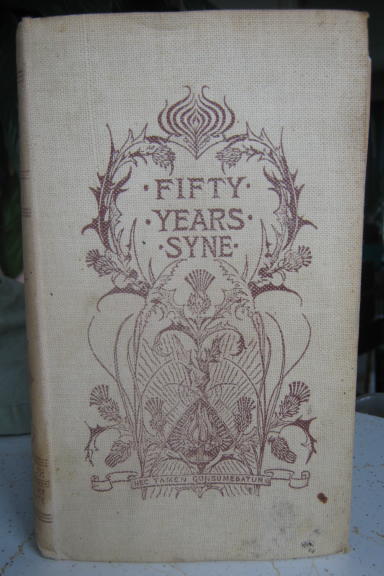 ·FIFTY·
·YEARS·
·SYNE·
NEC TAMEN CONSUMEBATUR